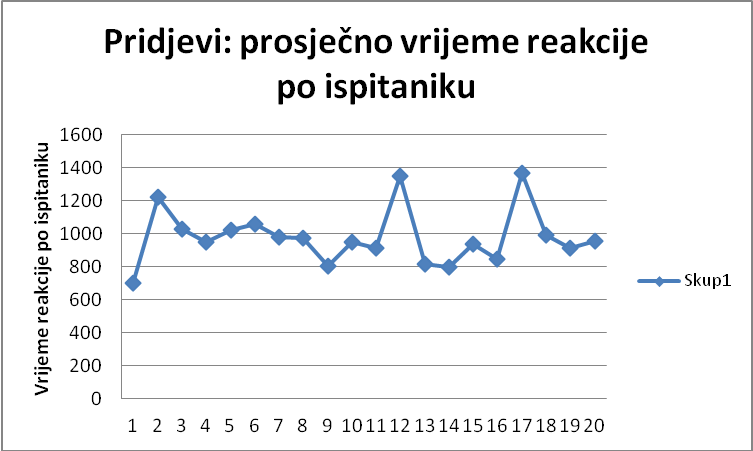 Pridjevi: prosječno vrijeme reakcije
po ispitaniku
Vrijeme reakcije po ispitaniku
1600
1400
1200
1000
800
600
400
200
0
1 2 3 4 5 6 7 8 9 10 11 12 13 14 15 16 17 18 19 20
Skup1